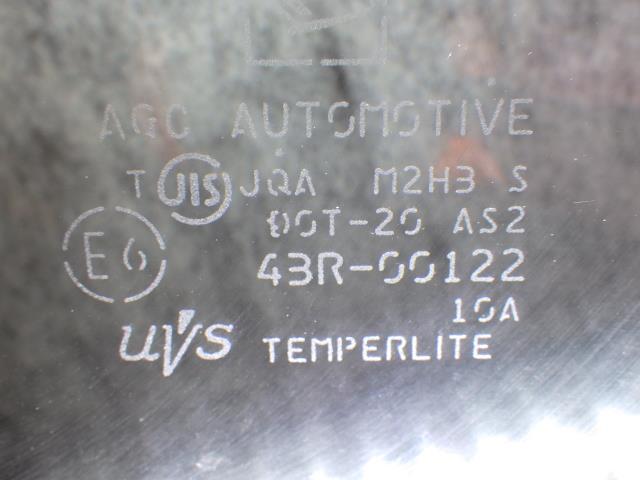 AGC AUTOMOTIVE
T JIS JQA M2H3 S
DOT-20 AS2
E6 43R-00122
10A
UVS TEMPERLITE